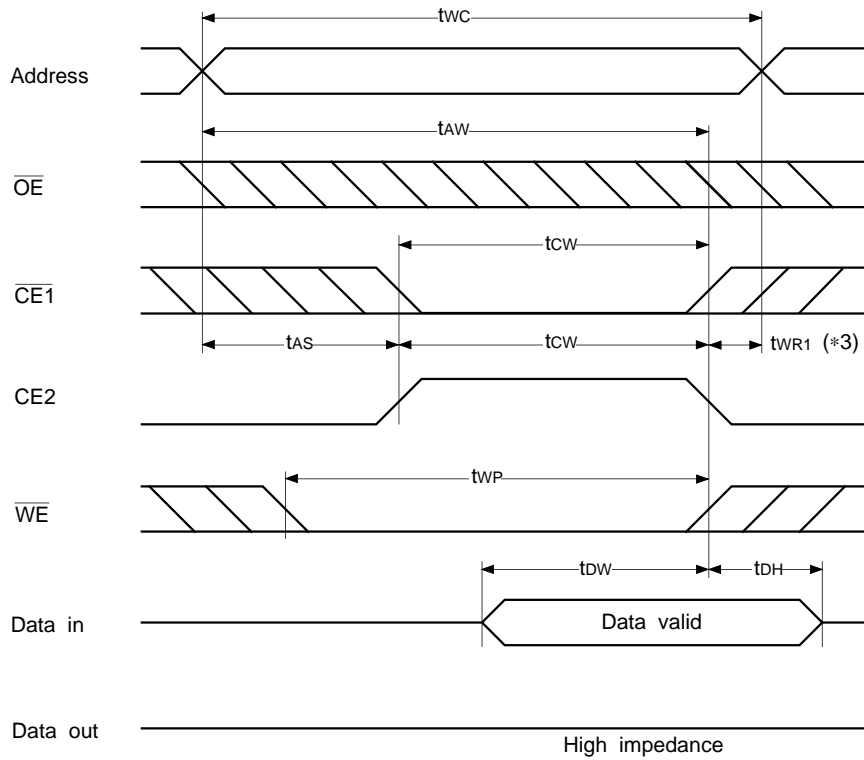 tWC
Address
tAW
OE
tCW
CE1
tAS
tCW
tWR1 (*3)
CE2
tWP
WE
tDW
tDH
Data in
Data valid
Data out
High impedance